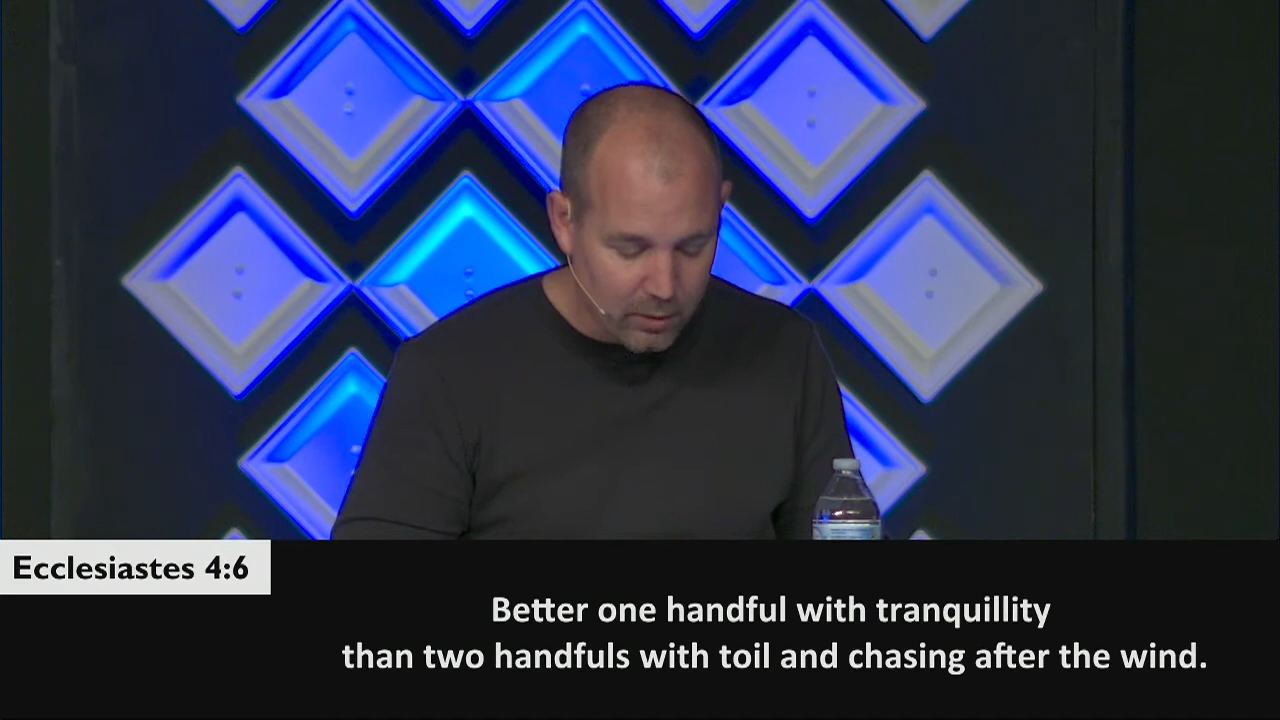 Ecclesiastes 4:6
Better one handful with tranquillity
than two handfuls with toil and chasing after the wind.